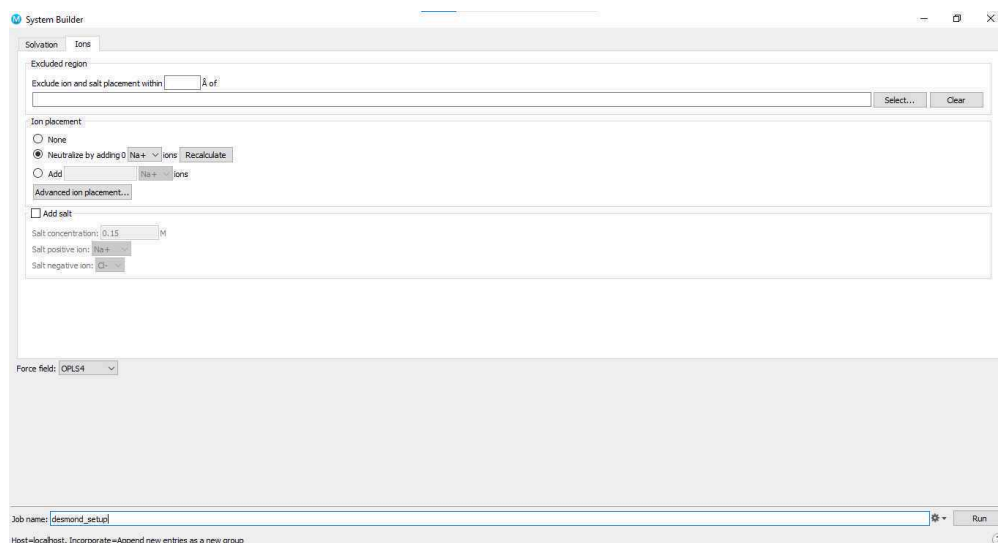 System Builder
Solvation Ions
Excluded region
Exclude ion and salt placement within Å of
Select... Clear
Ion placement
None
Neutralize by adding 0 Na+ ions Recalculate
Add Na+ ions
Advanced ion placement...
Add salt
Salt concentration: 0.15 M
Salt positive ion: Na+
Salt negative ion: Cl-
Force field: OPLS4
Job name: desmond_setup Run
Host=localhost, Incorporate=Append new entries as a new group